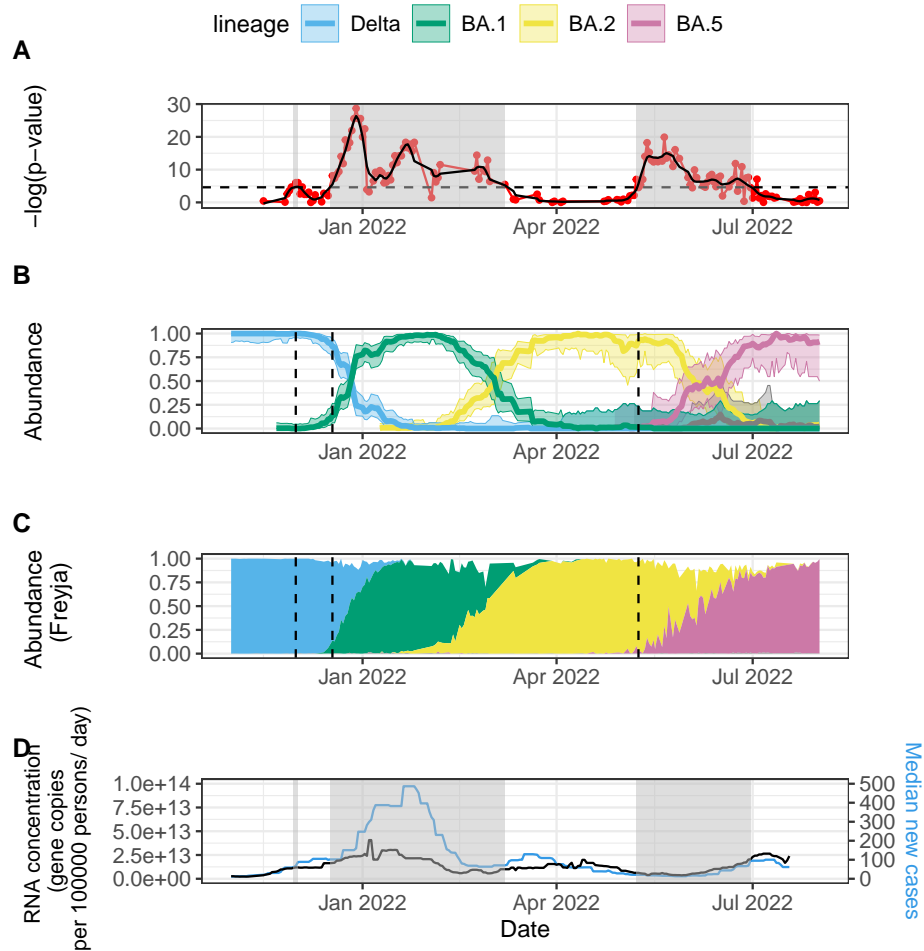 lineage Delta BA.1 BA.2 BA.5
A
−log(p−value)
30
20
10
0
Jan 2022 Apr 2022 Jul 2022
B
Abundance
1.00
0.75
0.50
0.25
0.00
Jan 2022 Apr 2022 Jul 2022
C
Abundance
(Freyja)
1.00
0.75
0.50
0.25
0.00
Jan 2022 Apr 2022 Jul 2022
D
RNA concentration
(gene copies
per 100000 persons/ day)
1.0e+14
7.5e+13
5.0e+13
2.5e+13
0.0e+00
500
400
300
200
100
0
Median new cases
Jan 2022 Apr 2022 Jul 2022
Date